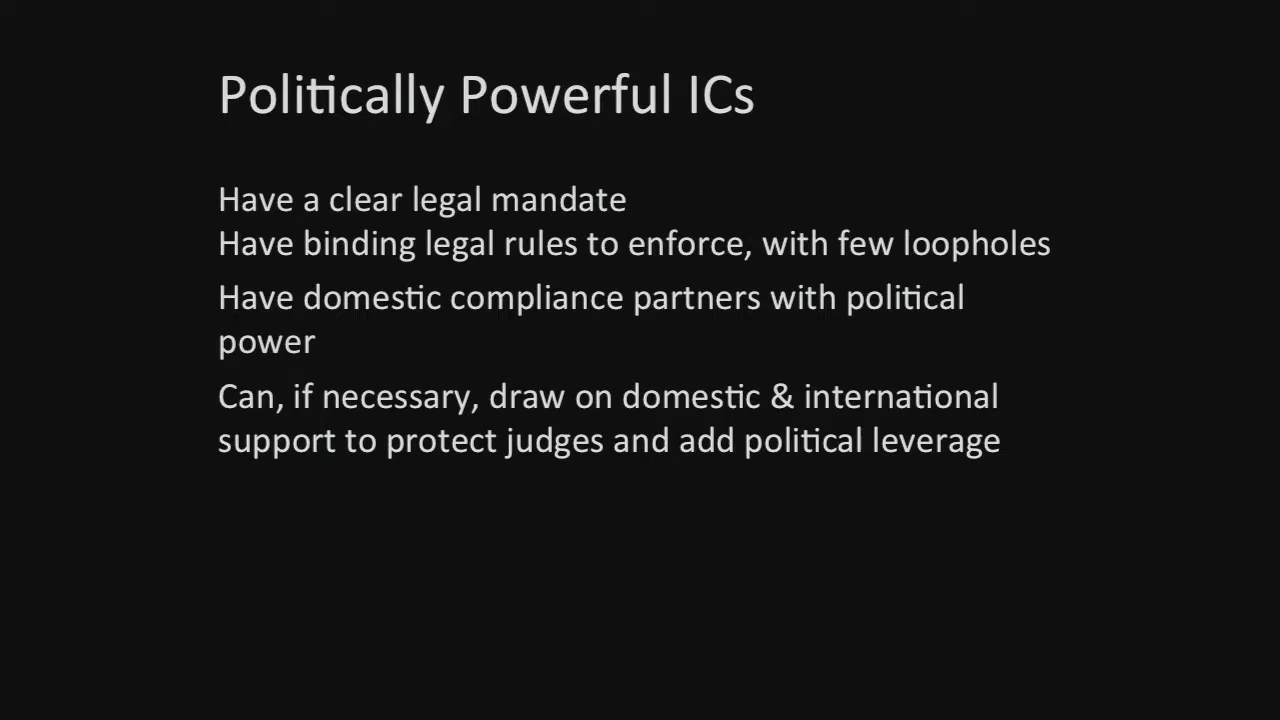 Politically Powerful ICs
Have a clear legal mandate
Have binding legal rules to enforce, with few loopholes
Have domestic compliance partners with political
power
Can, if necessary, draw on domestic & international
support to protect judges and add political leverage